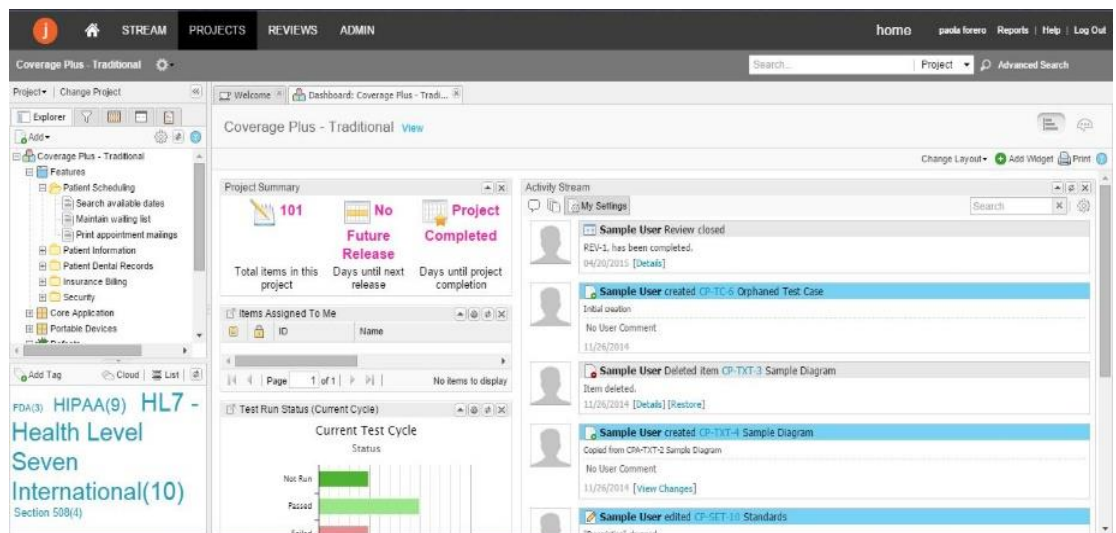 j STREAM PROJECTS REVIEWS ADMIN home paola forero Reports | Help | Log Out
Coverage Plus - Traditional Search... Project Advanced Search
Project Change Project
Explorer
Add
Coverage Plus - Traditional
Features
Patient Scheduling
Search available dates
Maintain waiting list
Print appointment mailings
Patient Information
Patient Dental Records
Insurance Billing
Security
Core Application
Portable Devices
Defects
Add Tag Cloud List
FDA(3) HIPAA(9) HL7 -
Health Level
Seven
International(10)
Section 508(4)
Welcome Dashboard: Coverage Plus - Tradi...
Coverage Plus - Traditional View
Change Layout Add Widget Print
Project Summary
101 No Project
Future Completed
Release
Total items in this Days until next Days until project
project release completion
Items Assigned To Me
ID Name
Page 1 of 1 No items to display
Test Run Status (Current Cycle)
Current Test Cycle
Status
Not Run
Passed
Failed
Activity Stream
My Settings Search
Sample User Review closed
REV-1, has been completed.
04/20/2015 [Details]
Sample User created CP-TC-6 Orphaned Test Case
Initial creation
No User Comment
11/26/2014
Sample User Deleted item CP-TXT-3 Sample Diagram
Item deleted.
11/26/2014 [Details] [Restore]
Sample User created CP-TXT-4 Sample Diagram
Copied from CPA-TXT-2 Sample Diagram
No User Comment
11/26/2014 [View Changes]
Sample User edited CP-SET-10 Standards